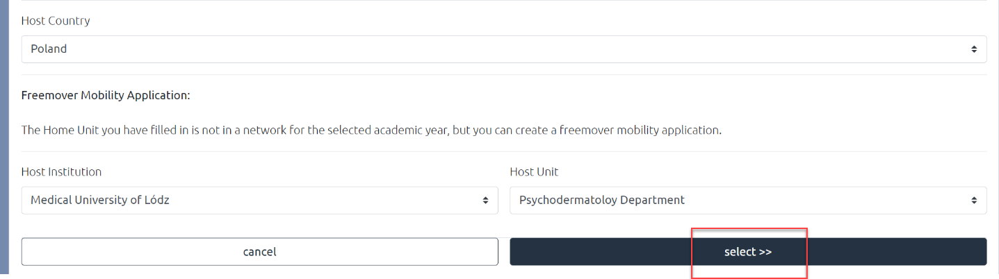 Host Country
Poland
Freemover Mobility Application:
The Home Unit you have filled in is not in a network for the selected academic year, but you can create a freemover mobility application.
Host Institution
Host Unit
Medical University of Lódz
Psychodermatoloy Department
cancel
select >>